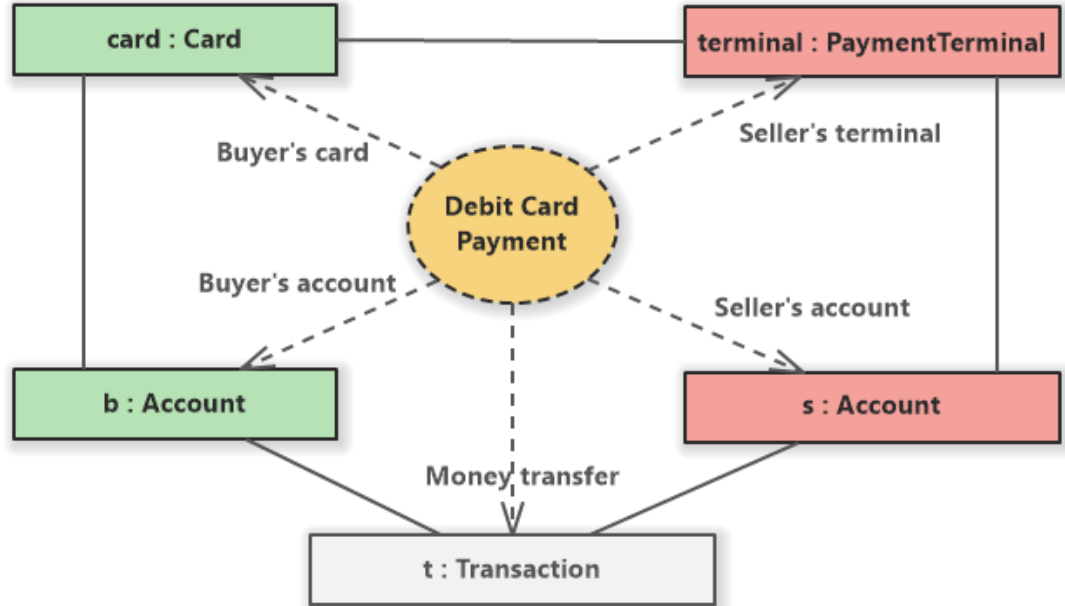 card : Card
terminal : PaymentTerminal
Buyer's card
Seller's terminal
Debit Card
Payment
Buyer's account
Seller's account
b : Account
s : Account
Money transfer
t : Transaction